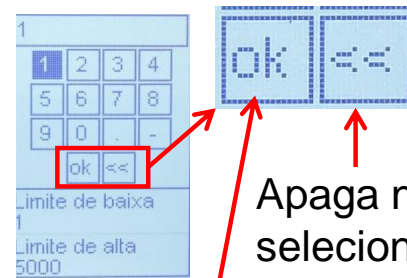 1
1 2 3 4
5 6 7 8
9 0 . -
ok <<
Limite de baixa
1
Limite de alta
5000
ok <<
Apaga